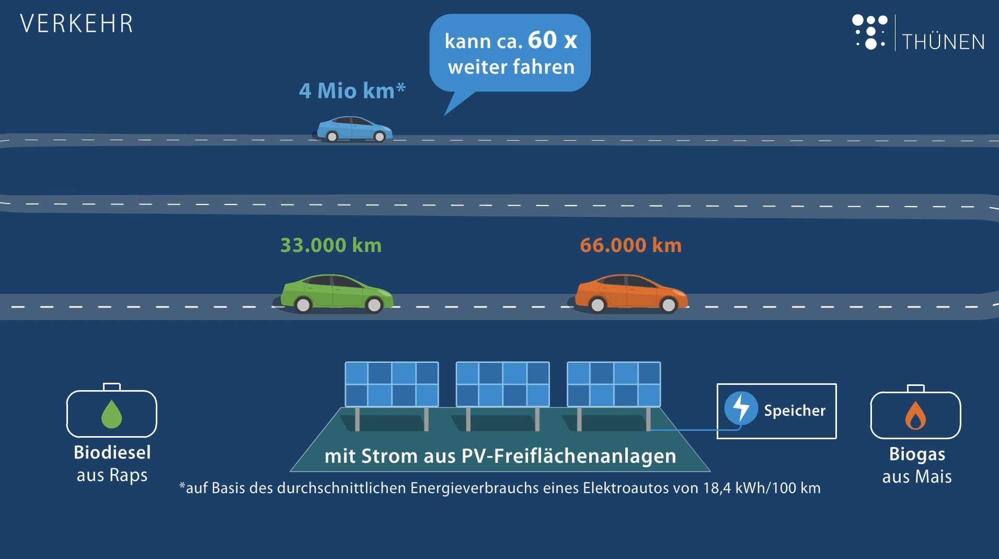 VERKEHR
THÜNEN
kann ca. 60 x
weiter fahren
4 Mio km*
33.000 km
66.000 km
Speicher
mit Strom aus PV-Freiflächenanlagen
Biodiesel
aus Raps
Biogas
aus Mais
*auf Basis des durchschnittlichen Energieverbrauchs eines Elektroautos von 18,4 kWh/100 km